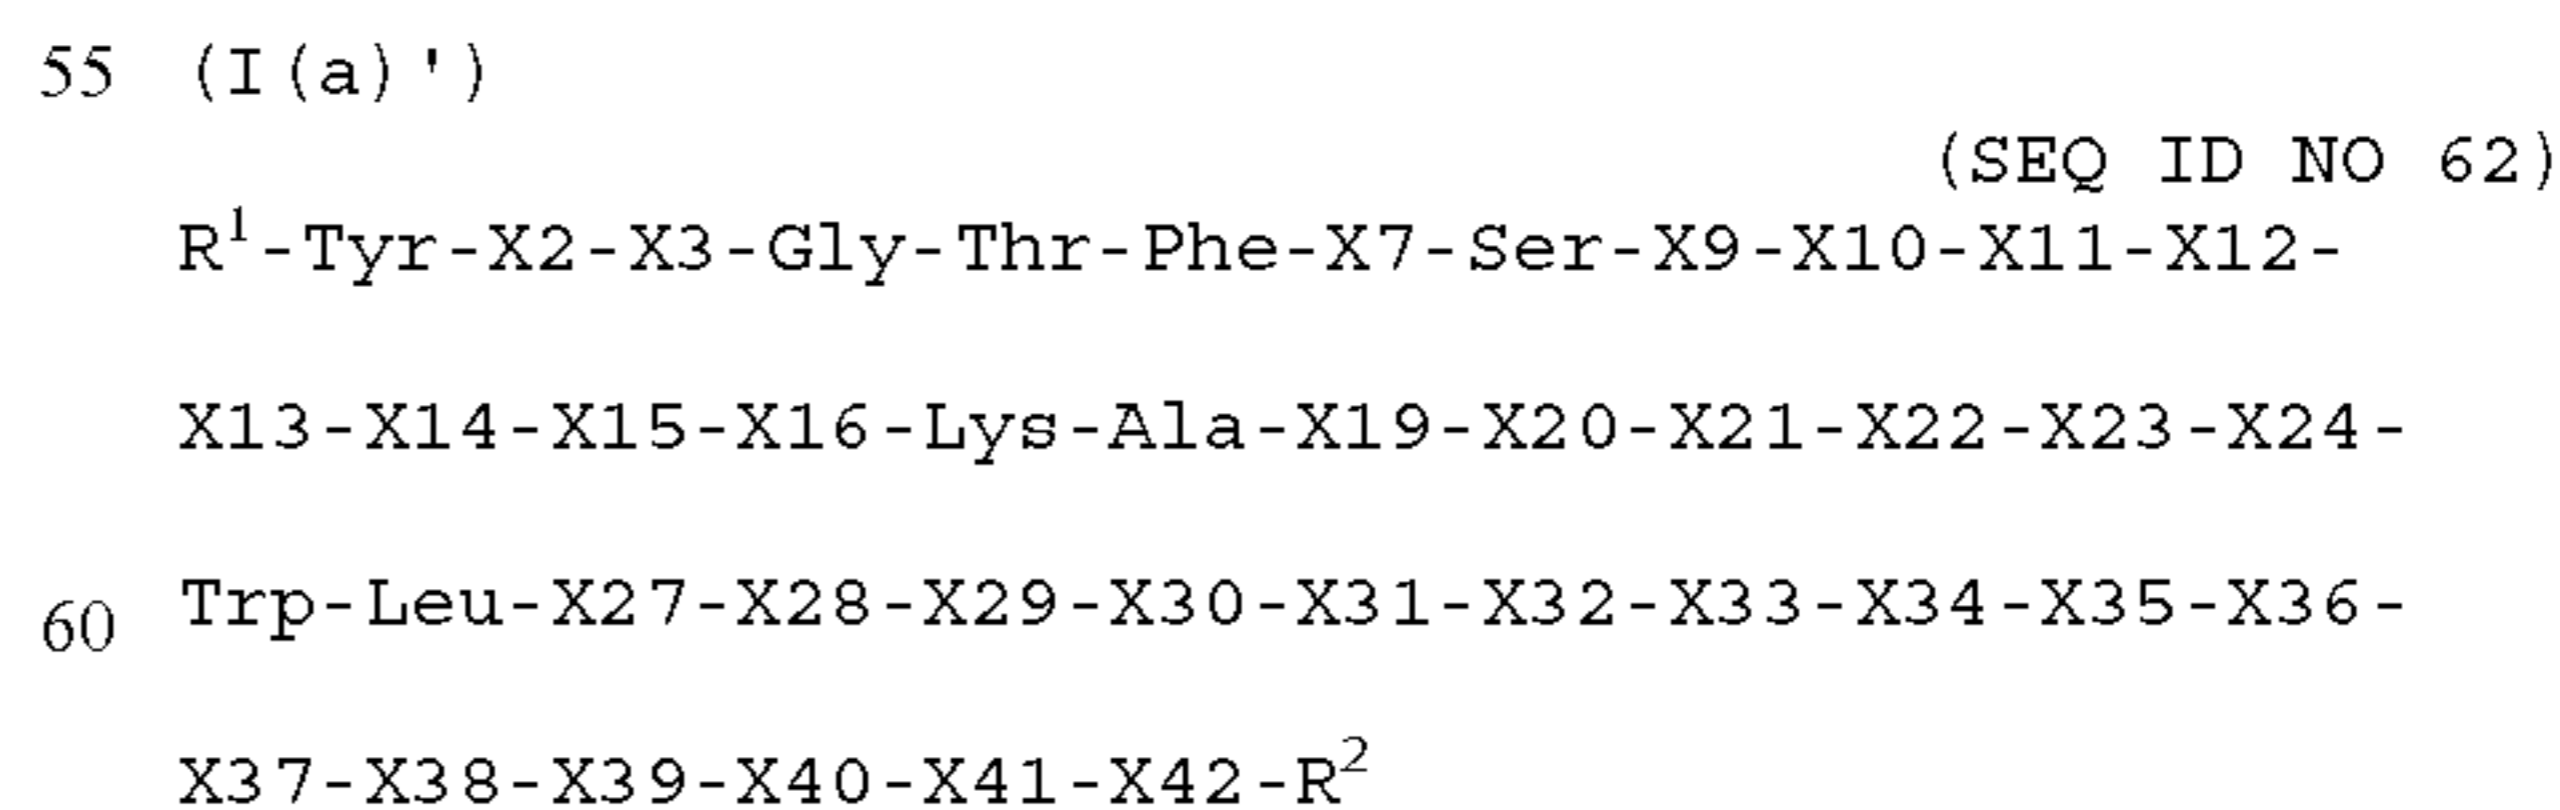 55 (I(a)')
(SEQ ID NO 62)
R¹-Tyr-X2-X3-Gly-Thr-Phe-X7-Ser-X9-X10-X11-X12-
X13-X14-X15-X16-Lys-Ala-X19-X20-X21-X22-X23-X24-
60 Trp-Leu-X27-X28-X29-X30-X31-X32-X33-X34-X35-X36-
X37-X38-X39-X40-X41-X42-R²